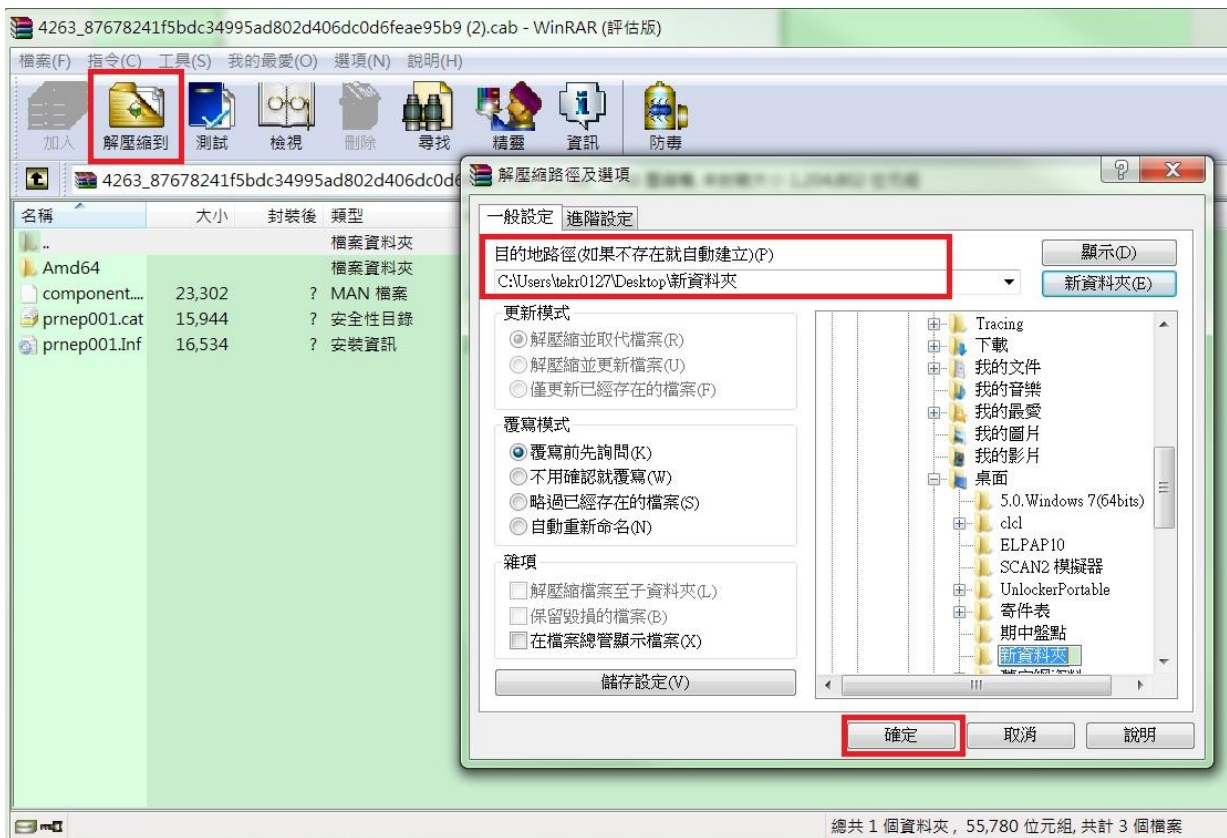 4263_87678241f5bdc34995ad802d406dc0d6feae95b9 (2).cab - WinRAR (評估版)
檔案(F) 指令(C) 工具(S) 我的最愛(O) 選項(N) 說明(H)
加入 解壓縮到 測試 檢視 刪除 尋找 精靈 資訊 防毒
4263_87678241f5bdc34995ad802d406dc0d6
1,204,802 位元組
名稱 大小 封裝後 類型
.. 檔案資料夾
Amd64 檔案資料夾
component.... 23,302 ? MAN 檔案
prnep001.cat 15,944 ? 安全性目錄
prnep001.Inf 16,534 ? 安裝資訊
解壓縮路徑及選項
一般設定 進階設定
目的地路徑(如果不存在就自動建立)(P)
顯示(D)
C:\Users\tekr0127\Desktop\新資料夾
新資料夾(E)
更新模式
解壓縮並取代檔案(R)
解壓縮並更新檔案(U)
僅更新已經存在的檔案(F)
覆寫模式
覆寫前先詢問(K)
不用確認就覆寫(W)
略過已經存在的檔案(S)
自動重新命名(N)
雜項
解壓縮檔案至子資料夾(L)
保留毀損的檔案(B)
在檔案總管顯示檔案(X)
儲存設定(V)
Tracing
下載
我的文件
我的音樂
我的最愛
我的圖片
我的影片
桌面
5.0.Windows 7(64bits)
clcl
ELPAP10
SCAN2 模擬器
UnlockerPortable
寄件表
期中盤點
新資料夾
確定 取消 說明
總共 1 個資料夾, 55,780 位元組, 共計 3 個檔案